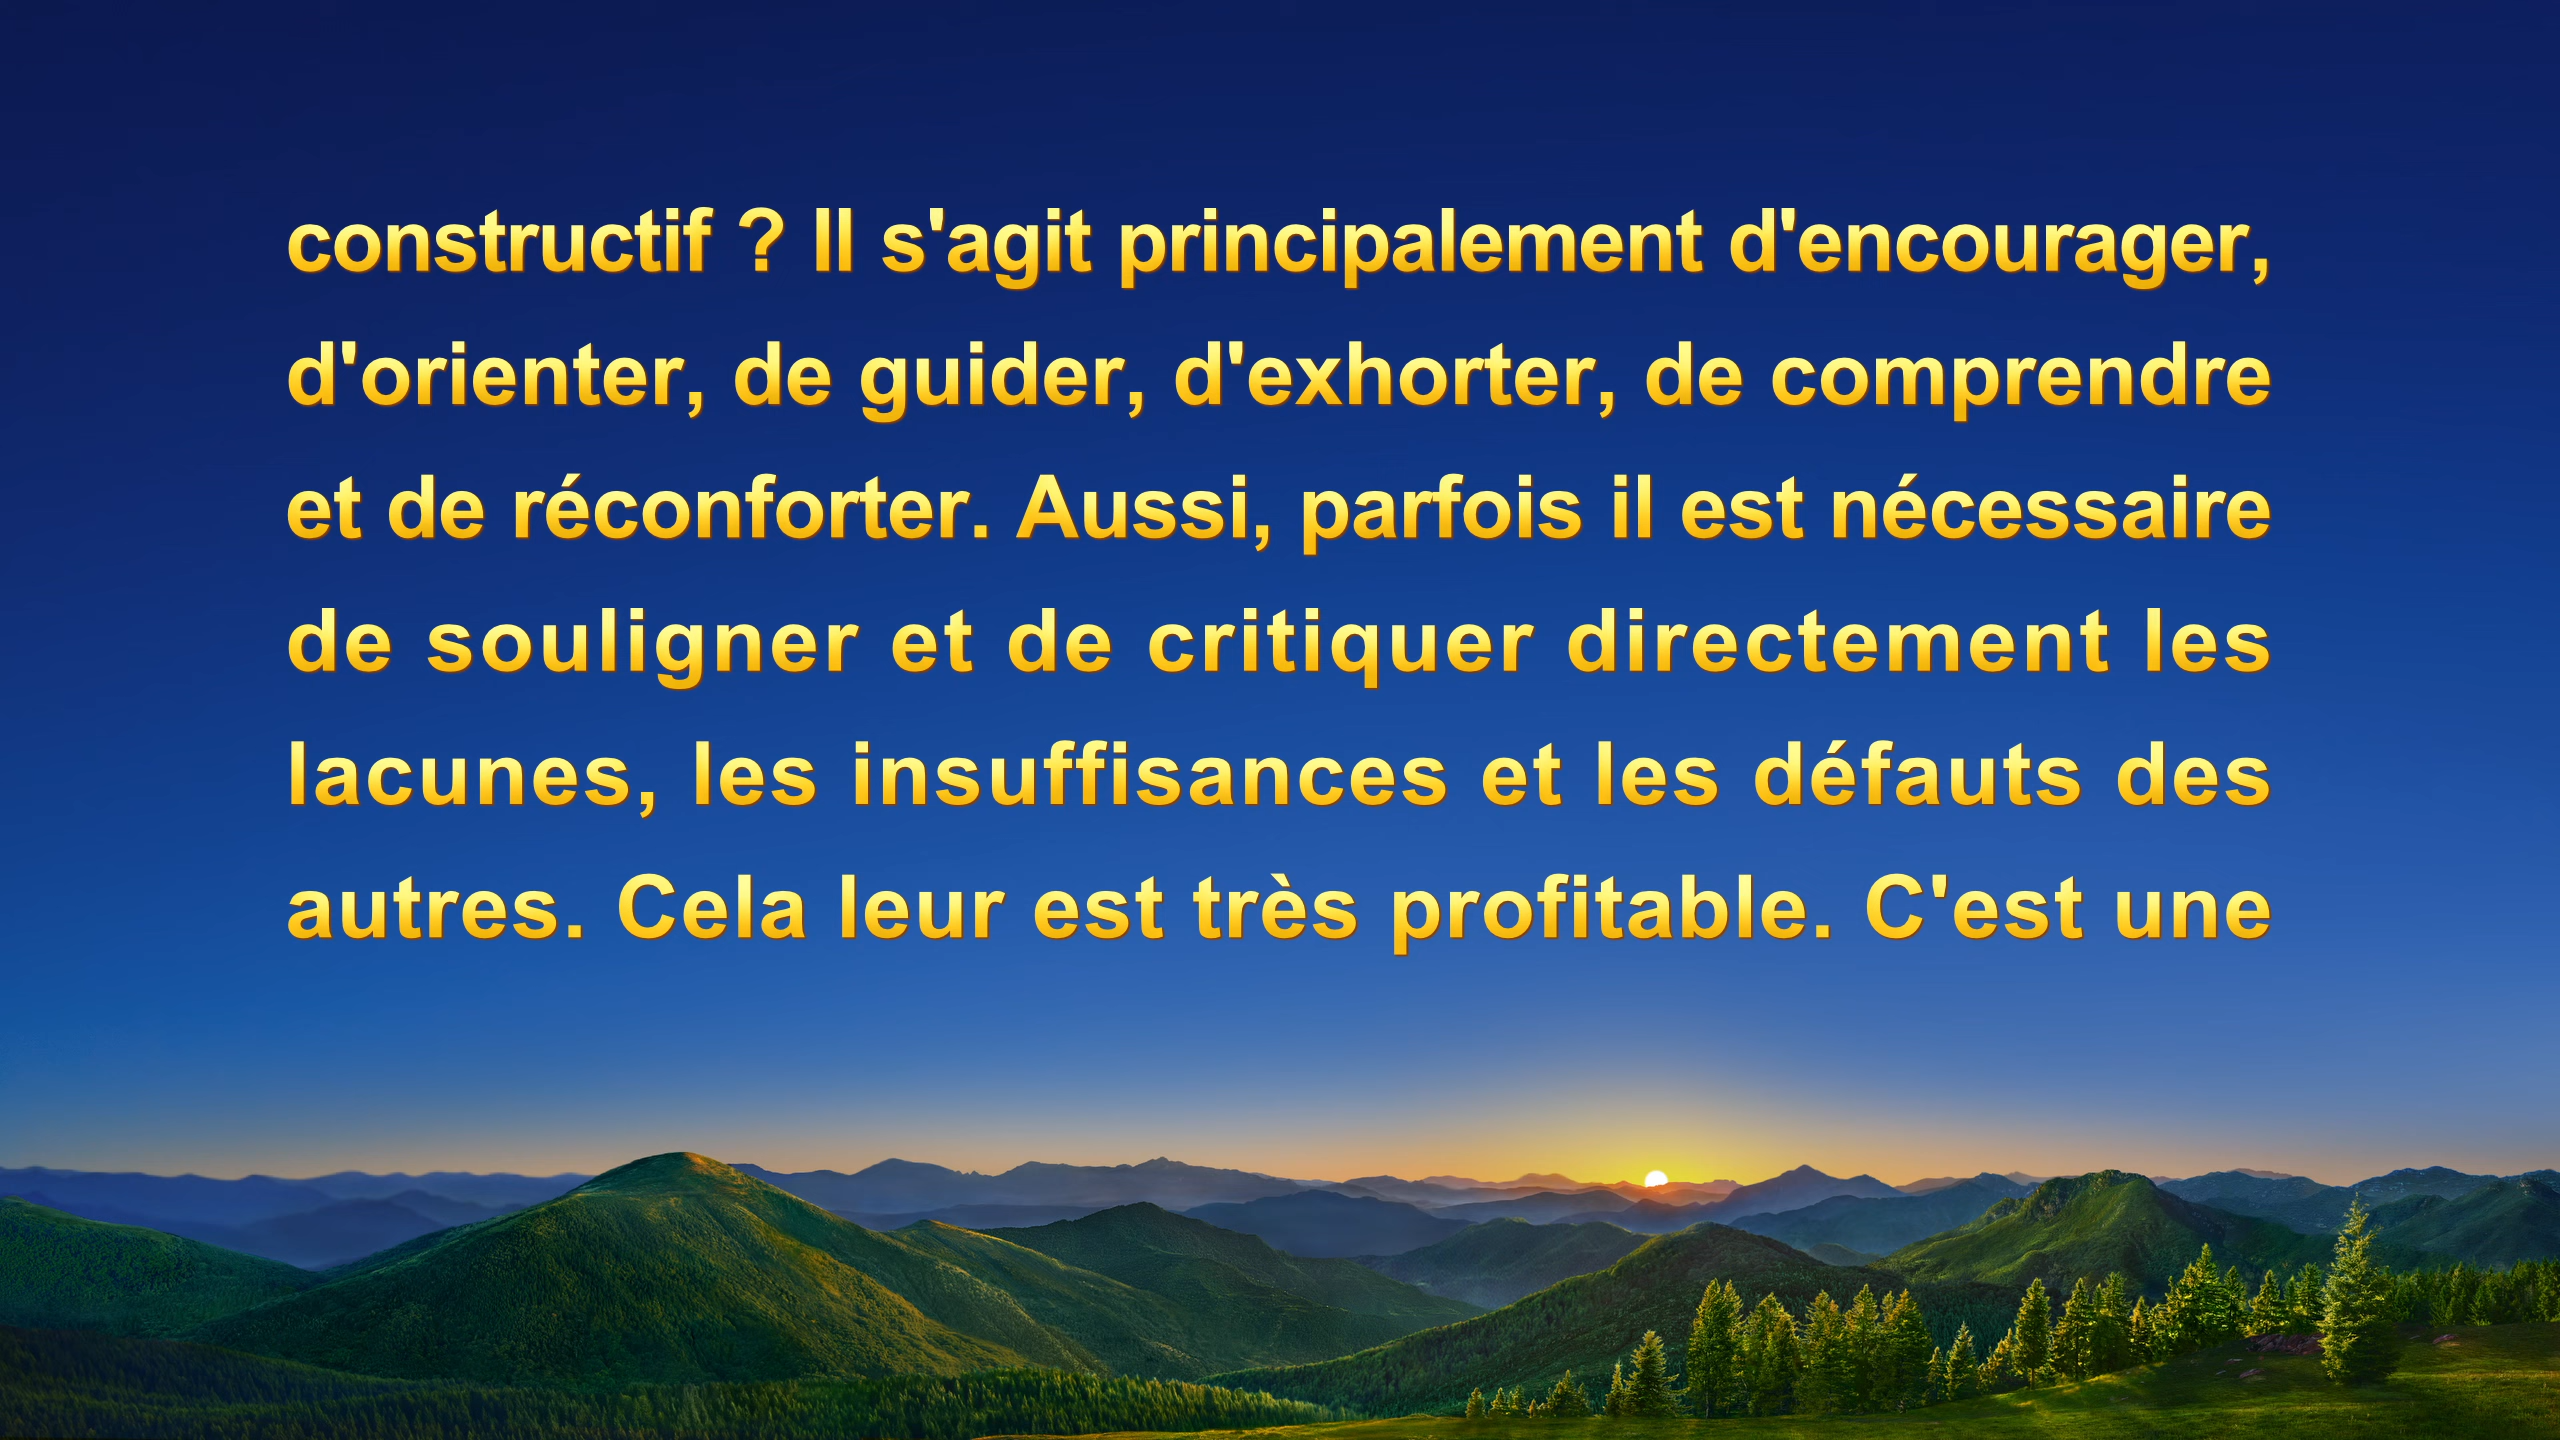 constructif ? Il s'agit principalement d'encourager,
d'orienter, de guider, d'exhorter, de comprendre
et de réconforter. Aussi, parfois il est nécessaire
de souligner et de critiquer directement les
lacunes, les insuffisances et les défauts des
autres. Cela leur est très profitable. C'est une